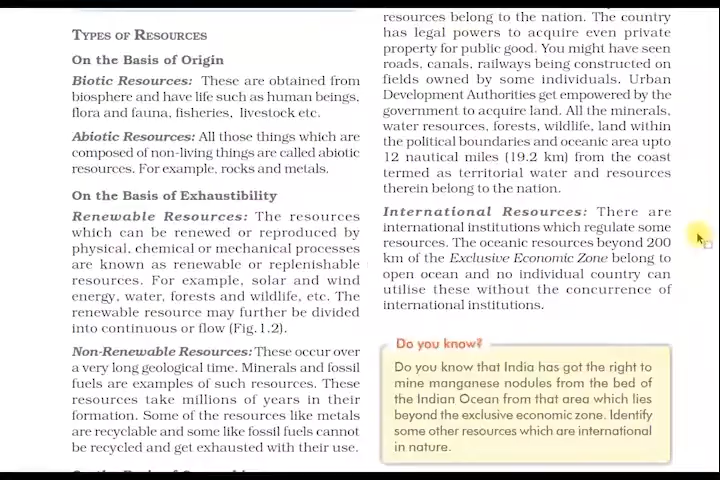 TYPES OF RESOURCES
On the Basis of Origin
Biotic Resources: These are obtained from
biosphere and have life such as human beings,
flora and fauna, fisheries, livestock etc.
Abiotic Resources: All those things which are
composed of non-living things are called abiotic
resources. For example, rocks and metals.
On the Basis of Exhaustibility
Renewable Resources: The resources
which can be renewed or reproduced by
physical, chemical or mechanical processes
are known as renewable or replenishable
resources. For example, solar and wind
energy, water, forests and wildlife, etc. The
renewable resource may further be divided
into continuous or flow (Fig.1.2).
Non-Renewable Resources: These occur over
a very long geological time. Minerals and fossil
fuels are examples of such resources. These
resources take millions of years in their
formation. Some of the resources like metals
are recyclable and some like fossil fuels cannot
be recycled and get exhausted with their use.
resources belong to the nation. The country
has legal powers to acquire even private
property for public good. You might have seen
roads, canals, railways being constructed on
fields owned by some individuals. Urban
Development Authorities get empowered by the
government to acquire land. All the minerals,
water resources, forests, wildlife, land within
the political boundaries and oceanic area upto
12 nautical miles (19.2 km) from the coast
termed as territorial water and resources
therein belong to the nation.
International Resources: There are
international institutions which regulate some
resources. The oceanic resources beyond 200
km of the Exclusive Economic Zone belong to
open ocean and no individual country can
utilise these without the concurrence of
international institutions.
Do you know?
Do you know that India has got the right to
mine manganese nodules from the bed of
the Indian Ocean from that area which lies
beyond the exclusive economic zone. Identify
some other resources which are international
in nature.